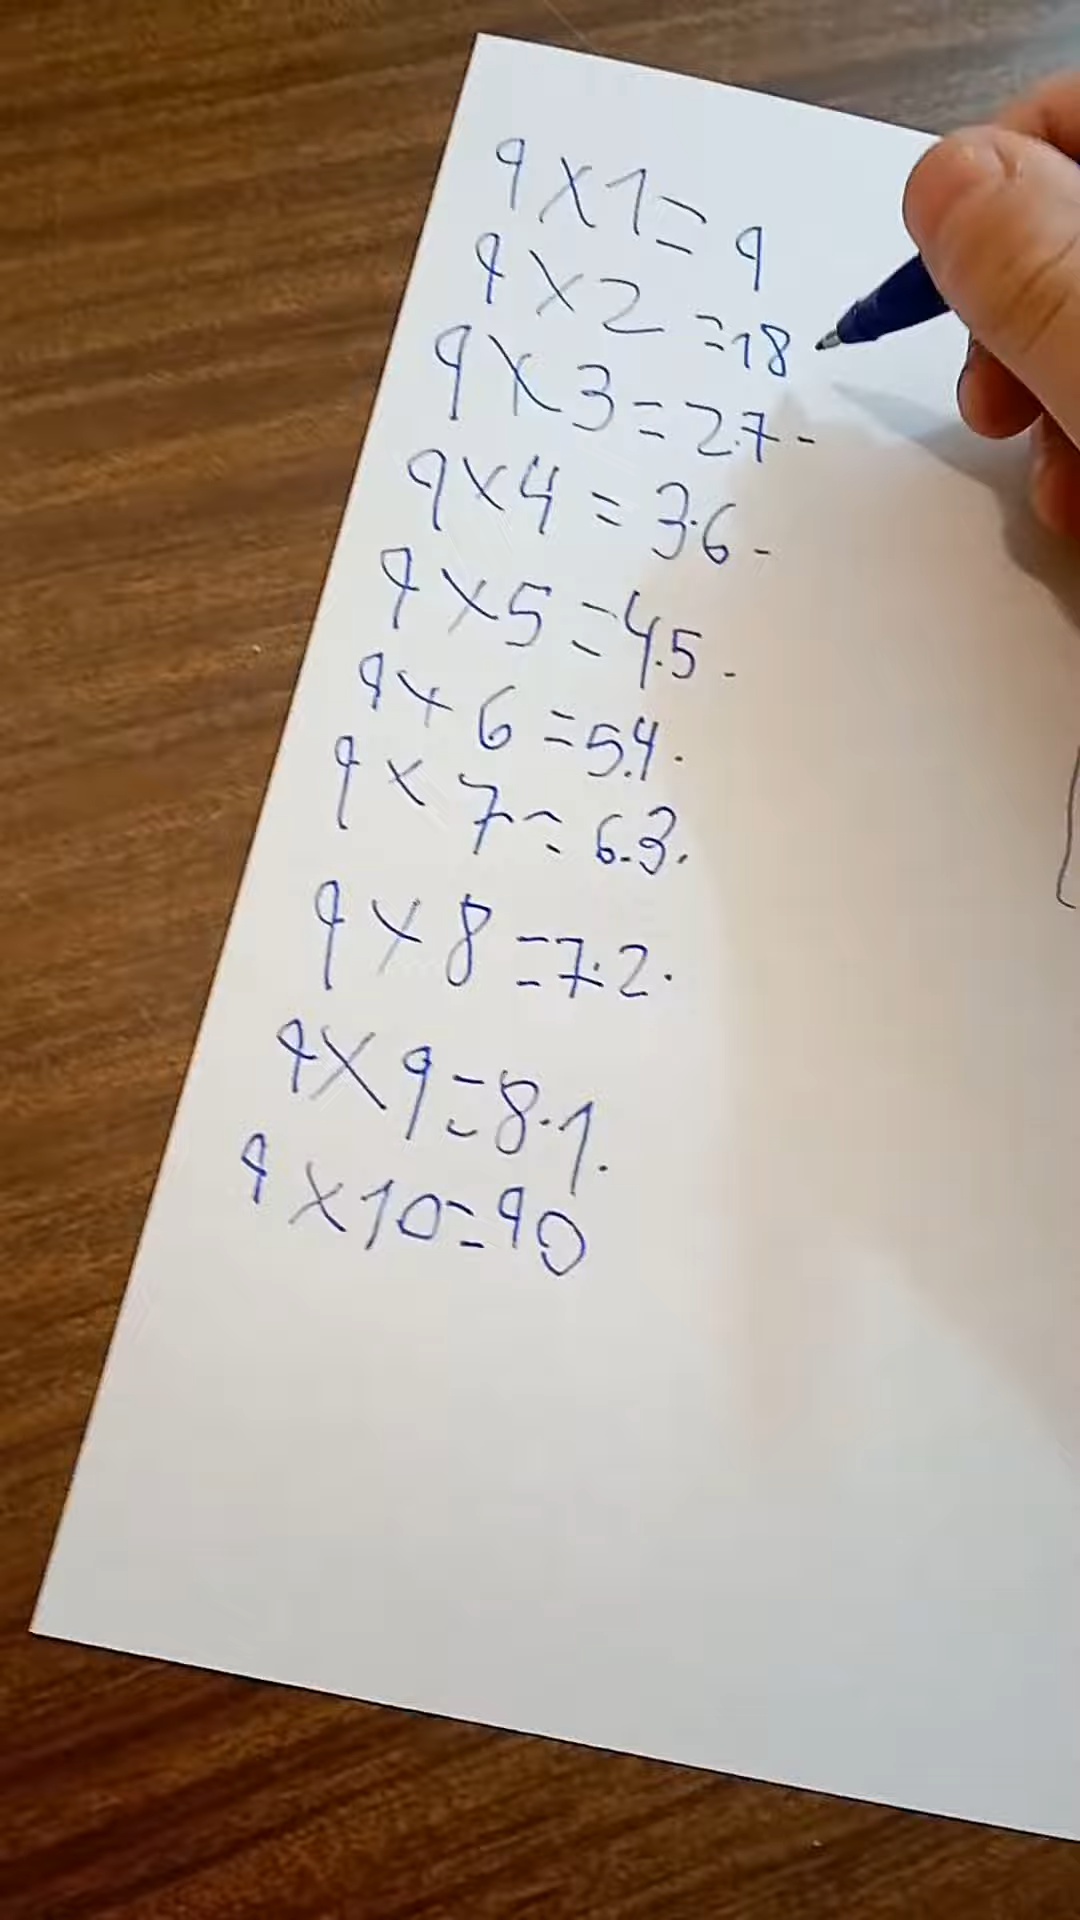 9 x 1 = 9
9 x 2 = 18
9 x 3 = 2.7 -
9 x 4 = 3.6 -
9 x 5 = 4.5 -
9 x 6 = 5.4.
9 x 7 = 6.3.
9 x 8 = 7.2.
9 x 9 = 8.1.
9 x 10 = 90